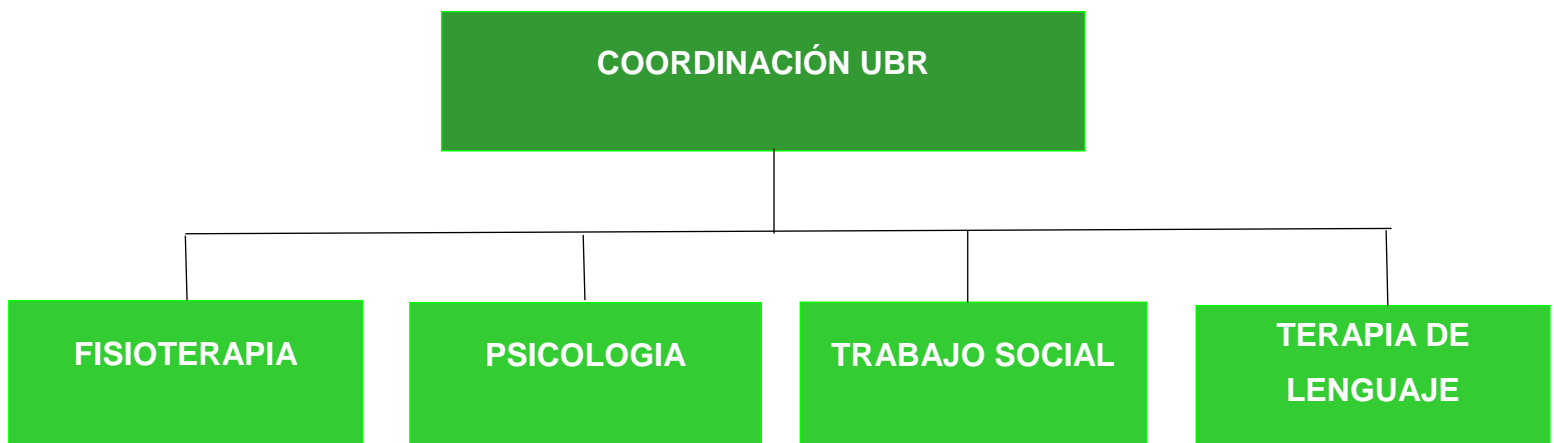 COORDINACIÓN UBR
FISIOTERAPIA
PSICOLOGIA
TRABAJO SOCIAL
TERAPIA DE
LENGUAJE